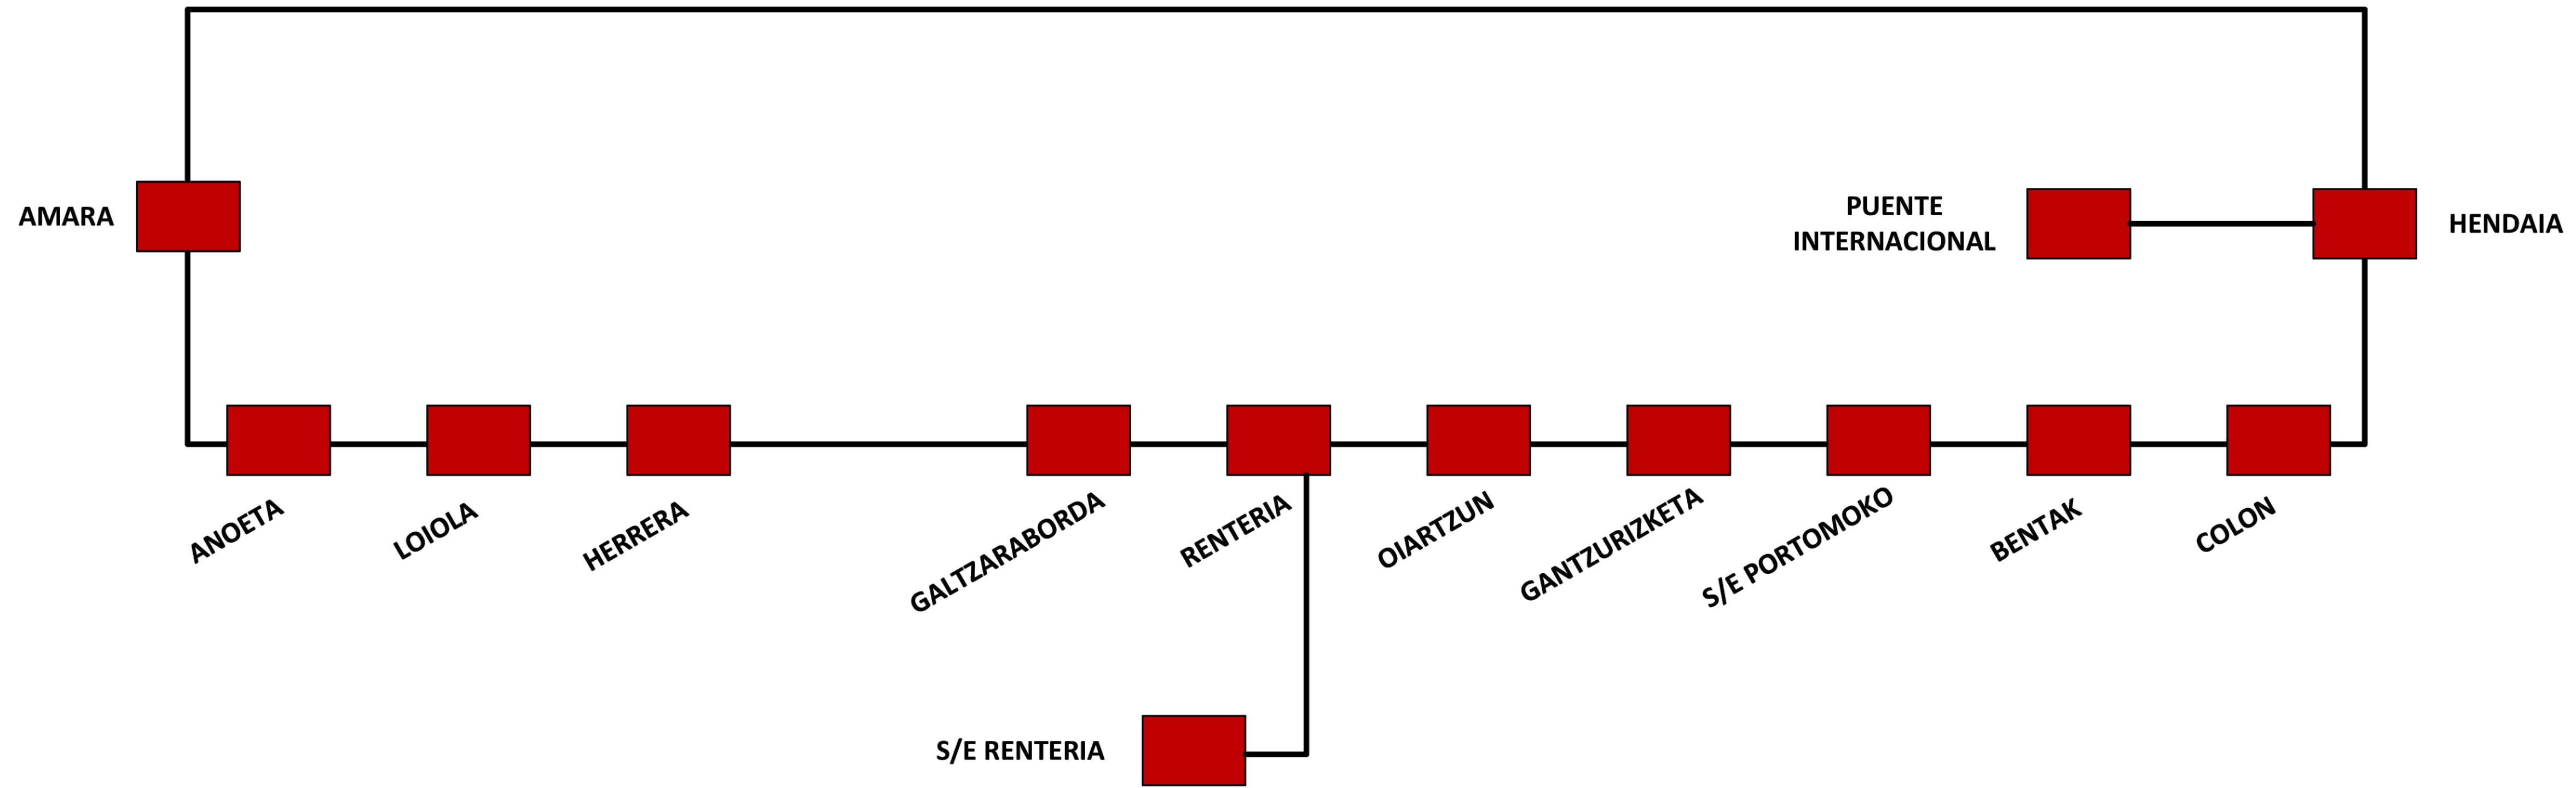 AMARA
PUENTE
INTERNACIONAL
HENDAIA
ANOETA
LOIOLA
HERRERA
GALTZARABORDA
RENTERIA
OIARTZUN
GANTZURIZKETA
S/E PORTOMOKO
BENTAK
COLON
S/E RENTERIA